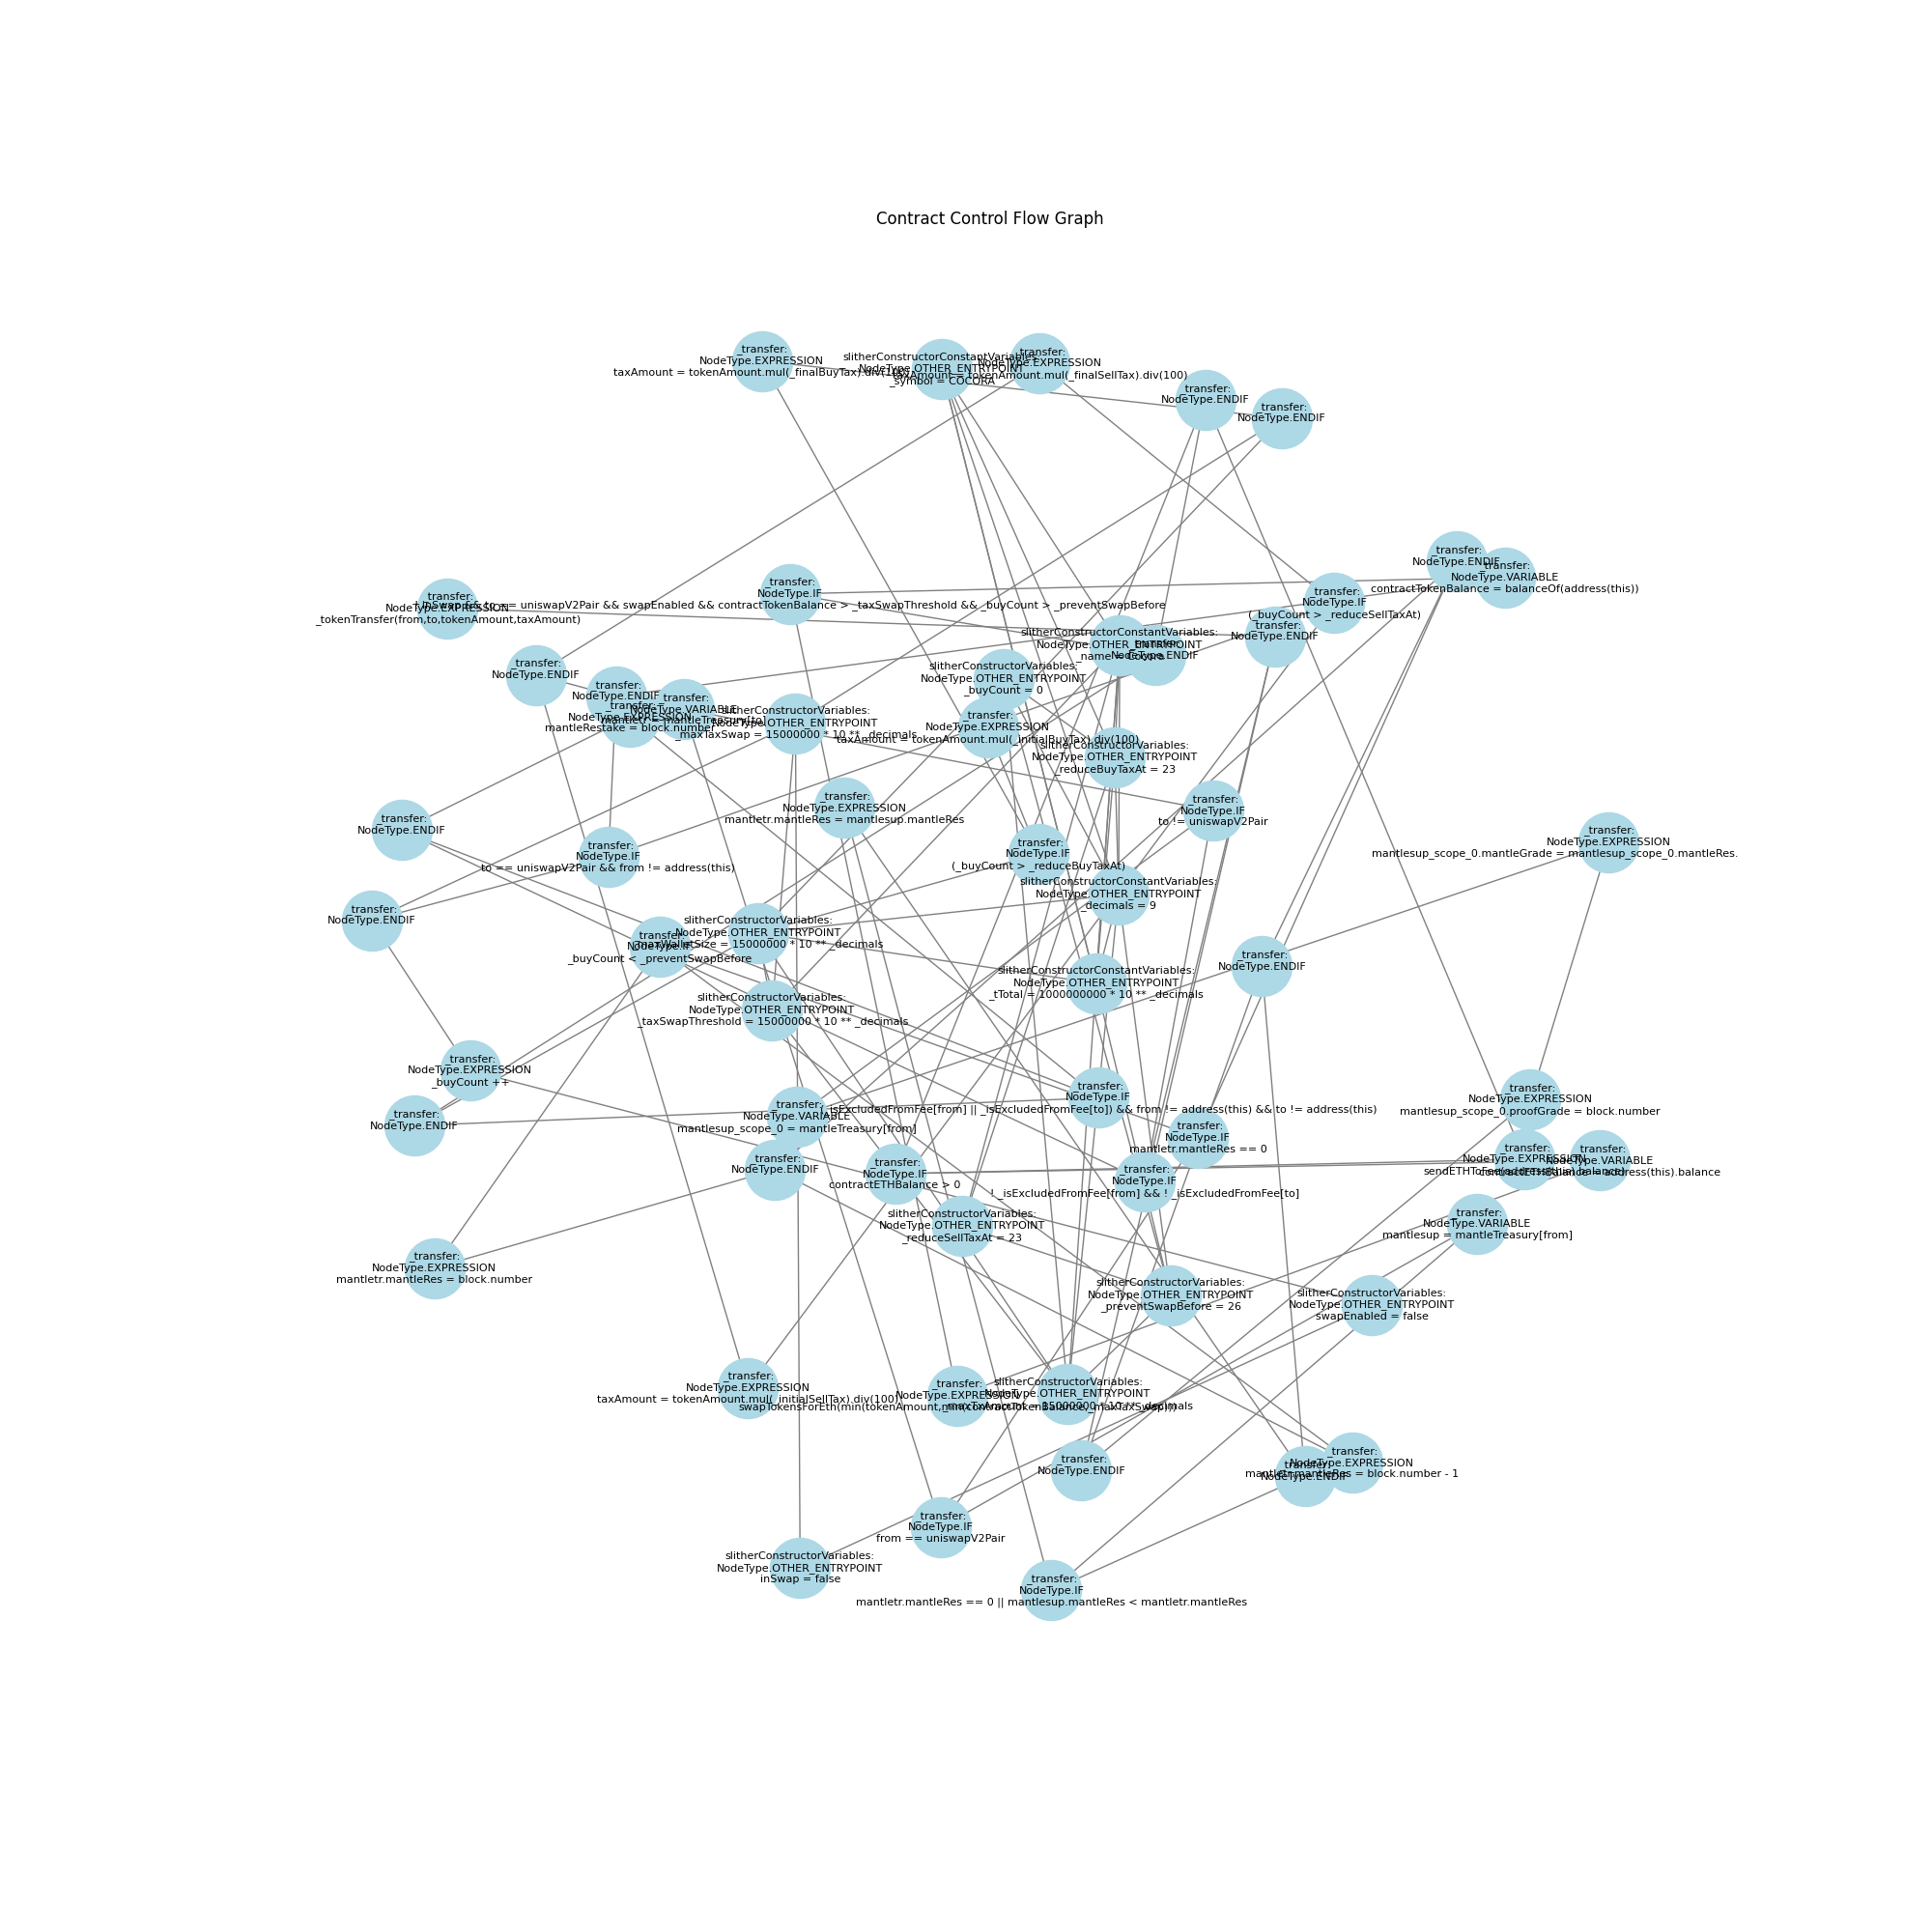 Contract Control Flow Graph
_transfer:
NodeType.EXPRESSION
taxAmount = tokenAmount.mul(_finalBuyTax).div(100)
slitherConstructorConstantVariables:
NodeType.OTHER_ENTRYPOINT
_symbol = COCORA
_transfer:
NodeType.EXPRESSION
taxAmount = tokenAmount.mul(_finalSellTax).div(100)
_transfer:
NodeType.ENDIF
_transfer:
NodeType.ENDIF
_transfer:
NodeType.ENDIF
_transfer:
NodeType.VARIABLE
contractTokenBalance = balanceOf(address(this))
_transfer:
NodeType.IF
&& to == uniswapV2Pair && swapEnabled && contractTokenBalance > _taxSwapThreshold && _buyCount > _preventSwapBefore
_transfer:
NodeType.EXPRESSION
_tokenTransfer(from,to,tokenAmount,taxAmount)
_transfer:
NodeType.IF
(_buyCount > _reduceSellTaxAt)
_transfer:
NodeType.ENDIF
slitherConstructorConstantVariables:
NodeType.OTHER_ENTRYPOINT
_name = Cocora
NodeType.ENDIF
_transfer:
NodeType.ENDIF
slitherConstructorVariables:
NodeType.OTHER_ENTRYPOINT
_buyCount = 0
_transfer:
NodeType.ENDIF
_transfer:
NodeType.EXPRESSION
mantleRestake = block.number
_transfer:
NodeType.VARIABLE
mantletr = mantleTreasury[to]
slitherConstructorVariables:
NodeType.OTHER_ENTRYPOINT
_maxTaxSwap = 15000000 * 10 ** _decimals
_transfer:
NodeType.EXPRESSION
taxAmount = tokenAmount.mul(_initialBuyTax).div(100)
slitherConstructorVariables:
NodeType.OTHER_ENTRYPOINT
_reduceBuyTaxAt = 23
_transfer:
NodeType.EXPRESSION
mantletr.mantleRes = mantlesup.mantleRes
_transfer:
NodeType.IF
to != uniswapV2Pair
_transfer:
NodeType.ENDIF
_transfer:
NodeType.IF
to == uniswapV2Pair && from != address(this)
_transfer:
NodeType.IF
(_buyCount > _reduceBuyTaxAt)
_transfer:
NodeType.EXPRESSION
mantlesup_scope_0.mantleGrade = mantlesup_scope_0.mantleRes.
slitherConstructorConstantVariables:
NodeType.OTHER_ENTRYPOINT
_decimals = 9
_transfer:
NodeType.ENDIF
slitherConstructorVariables:
NodeType.OTHER_ENTRYPOINT
_maxWalletSize = 15000000 * 10 ** _decimals
_transfer:
NodeType.IF
_buyCount < _preventSwapBefore
_transfer:
NodeType.ENDIF
slitherConstructorConstantVariables:
NodeType.OTHER_ENTRYPOINT
_tTotal = 1000000000 * 10 ** _decimals
slitherConstructorVariables:
NodeType.OTHER_ENTRYPOINT
_taxSwapThreshold = 15000000 * 10 ** _decimals
_transfer:
NodeType.EXPRESSION
_buyCount ++
_transfer:
NodeType.ENDIF
_transfer:
NodeType.VARIABLE
mantlesup_scope_0 = mantleTreasury[from]
_transfer:
NodeType.IF
(_isExcludedFromFee[from] || _isExcludedFromFee[to]) && from != address(this) && to != address(this)
_transfer:
NodeType.EXPRESSION
mantlesup_scope_0.proofGrade = block.number
_transfer:
NodeType.IF
mantletr.mantleRes == 0
_transfer:
NodeType.ENDIF
_transfer:
NodeType.IF
contractETHBalance > 0
_transfer:
NodeType.IF
! _isExcludedFromFee[from] && ! _isExcludedFromFee[to]
_transfer:
NodeType.EXPRESSION
sendETHToFee(address(this).balance)
_transfer:
NodeType.VARIABLE
contractETHBalance = address(this).balance
slitherConstructorVariables:
NodeType.OTHER_ENTRYPOINT
_reduceSellTaxAt = 23
_transfer:
NodeType.VARIABLE
mantlesup = mantleTreasury[from]
_transfer:
NodeType.EXPRESSION
mantletr.mantleRes = block.number
slitherConstructorVariables:
NodeType.OTHER_ENTRYPOINT
_preventSwapBefore = 26
slitherConstructorVariables:
NodeType.OTHER_ENTRYPOINT
swapEnabled = false
_transfer:
NodeType.EXPRESSION
taxAmount = tokenAmount.mul(_initialSellTax).div(100)
_transfer:
NodeType.EXPRESSION
swapTokensForEth(min(tokenAmount,min(contractTokenBalance,_maxTaxSwap)))
slitherConstructorVariables:
NodeType.OTHER_ENTRYPOINT
_maxTxAmount = 15000000 * 10 ** _decimals
_transfer:
NodeType.ENDIF
_transfer:
NodeType.ENDIF
_transfer:
NodeType.EXPRESSION
mantletr.mantleRes = block.number - 1
_transfer:
NodeType.IF
from == uniswapV2Pair
slitherConstructorVariables:
NodeType.OTHER_ENTRYPOINT
inSwap = false
_transfer:
NodeType.IF
mantletr.mantleRes == 0 || mantlesup.mantleRes < mantletr.mantleRes